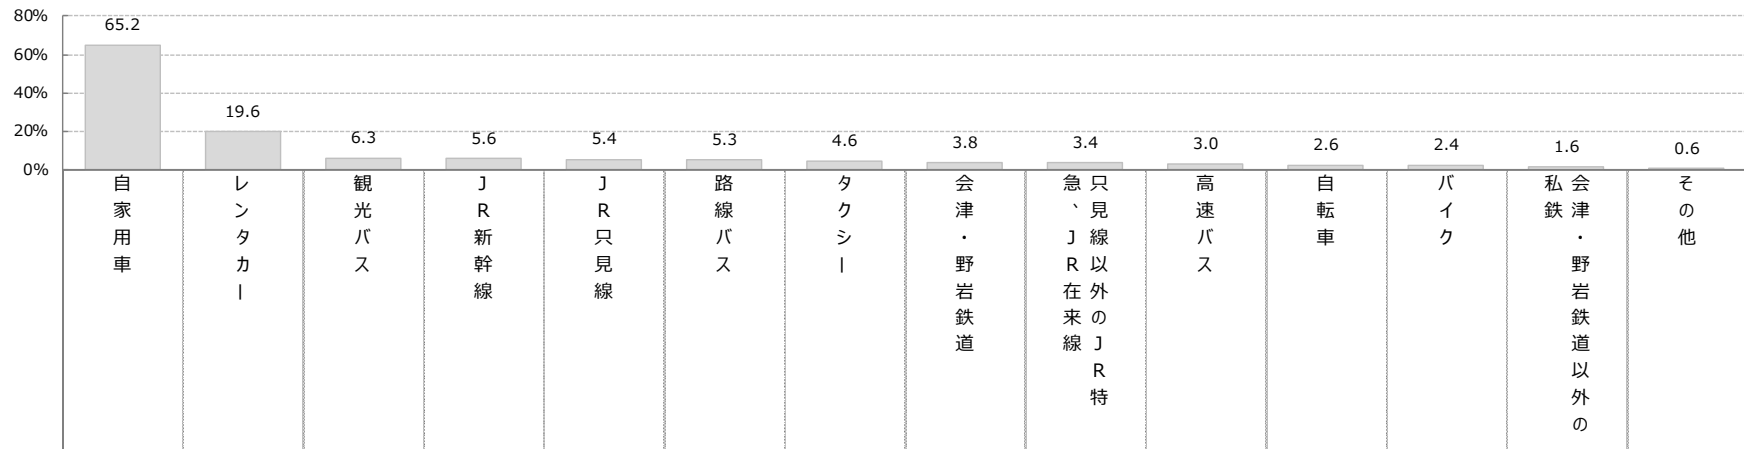 80%
60%
40%
20%
0%
65.2
19.6
6.3
5.6
5.4
5.3
4.6
3.8
3.4
3.0
2.6
2.4
1.6
0.6
自家用車
レンタカー
観光バス
JR新幹線
JR只見線
路線バス
タクシー
会津・野岩鉄道
只見線以外のJR特
急、JR在来線
高速バス
自転車
バイク
会津・野岩鉄道以外の
私鉄
その他